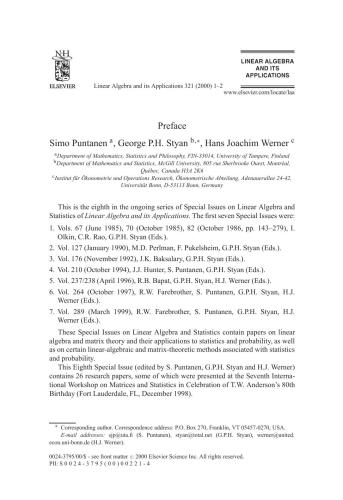 NH
ELSEVIER
LINEAR ALGEBRA
AND ITS
APPLICATIONS
Linear Algebra and its Applications 321 (2000) 1–2
www.elsevier.com/locate/laa
Preface
Simo Puntanen a, George P.H. Styan b,*, Hans Joachim Werner c
aDepartment of Mathematics, Statistics and Philosophy, FIN-33014, University of Tampere, Finland
bDepartment of Mathematics and Statistics, McGill University, 805 rue Sherbrooke Ouest, Montréal,
Québec, Canada H3A 2K6
cInstitut für Ökonometrie und Operations Research, Ökonometrische Abteilung, Adenauerallee 24-42,
Universität Bonn, D-53113 Bonn, Germany
This is the eighth in the ongoing series of Special Issues on Linear Algebra and
Statistics of Linear Algebra and its Applications. The first seven Special Issues were:
1. Vols. 67 (June 1985), 70 (October 1985), 82 (October 1986, pp. 143–279), I.
Olkin, C.R. Rao, G.P.H. Styan (Eds.).
2. Vol. 127 (January 1990), M.D. Perlman, F. Pukelsheim, G.P.H. Styan (Eds.).
3. Vol. 176 (November 1992), J.K. Baksalary, G.P.H. Styan (Eds.).
4. Vol. 210 (October 1994), J.J. Hunter, S. Puntanen, G.P.H. Styan (Eds.).
5. Vol. 237/238 (April 1996), R.B. Bapat, G.P.H. Styan, H.J. Werner (Eds.).
6. Vol. 264 (October 1997), R.W. Farebrother, S. Puntanen, G.P.H. Styan, H.J.
Werner (Eds.).
7. Vol. 289 (March 1999), R.W. Farebrother, S. Puntanen, G.P.H. Styan, H.J.
Werner (Eds.).
These Special Issues on Linear Algebra and Statistics contain papers on linear
algebra and matrix theory and their applications to statistics and probability, as well
as on certain linear-algebraic and matrix-theoretic methods associated with statistics
and probability.
This Eighth Special Issue (edited by S. Puntanen, G.P.H. Styan and H.J. Werner)
contains 26 research papers, some of which were presented at the Seventh Interna-
tional Workshop on Matrices and Statistics in Celebration of T.W. Anderson's 80th
Birthday (Fort Lauderdale, FL, December 1998).
* Corresponding author. Correspondence address: P.O. Box 270, Franklin, VT 05457-0270, USA.
E-mail addresses: sjp@uta.fi (S. Puntanen), styan@total.net (G.P.H. Styan), werner@united.
econ.uni-bonn.de (H.J. Werner).
0024-3795/00/$ - see front matter © 2000 Elsevier Science Inc. All rights reserved.
PII: S 0 0 2 4 - 3 7 9 5 ( 0 0 ) 0 0 2 2 1 - 4